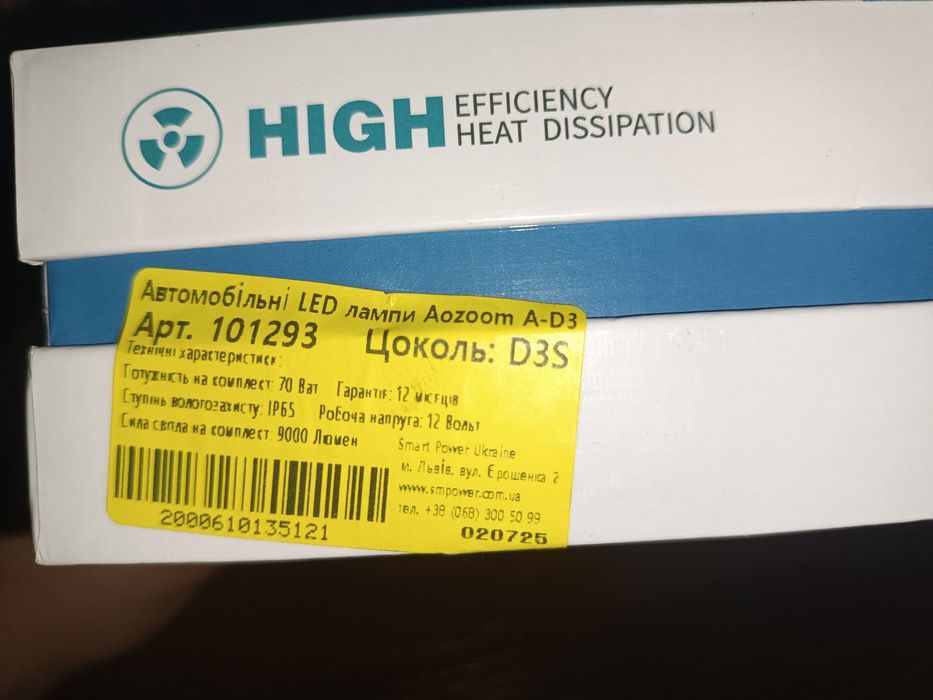 HIGH EFFICIENCY
HEAT DISSIPATION
Автомобільні LED лампи Aozoom A-D3
Арт. 101293 Цоколь: D3S
Технічні характеристики:
Готужність на комплект: 70 Ват Гарантія: 12 місяців
Ступінь вологозахисту: IP65 Робоча напруга: 12 Вольт
Сила світла на комплект: 9000 Люмен
Smart Power Ukraine
м. Львів, вул. Єрошенка 2
www.smpower.com.ua
тел. +38 (068) 300 50 99
2000610135121
020725